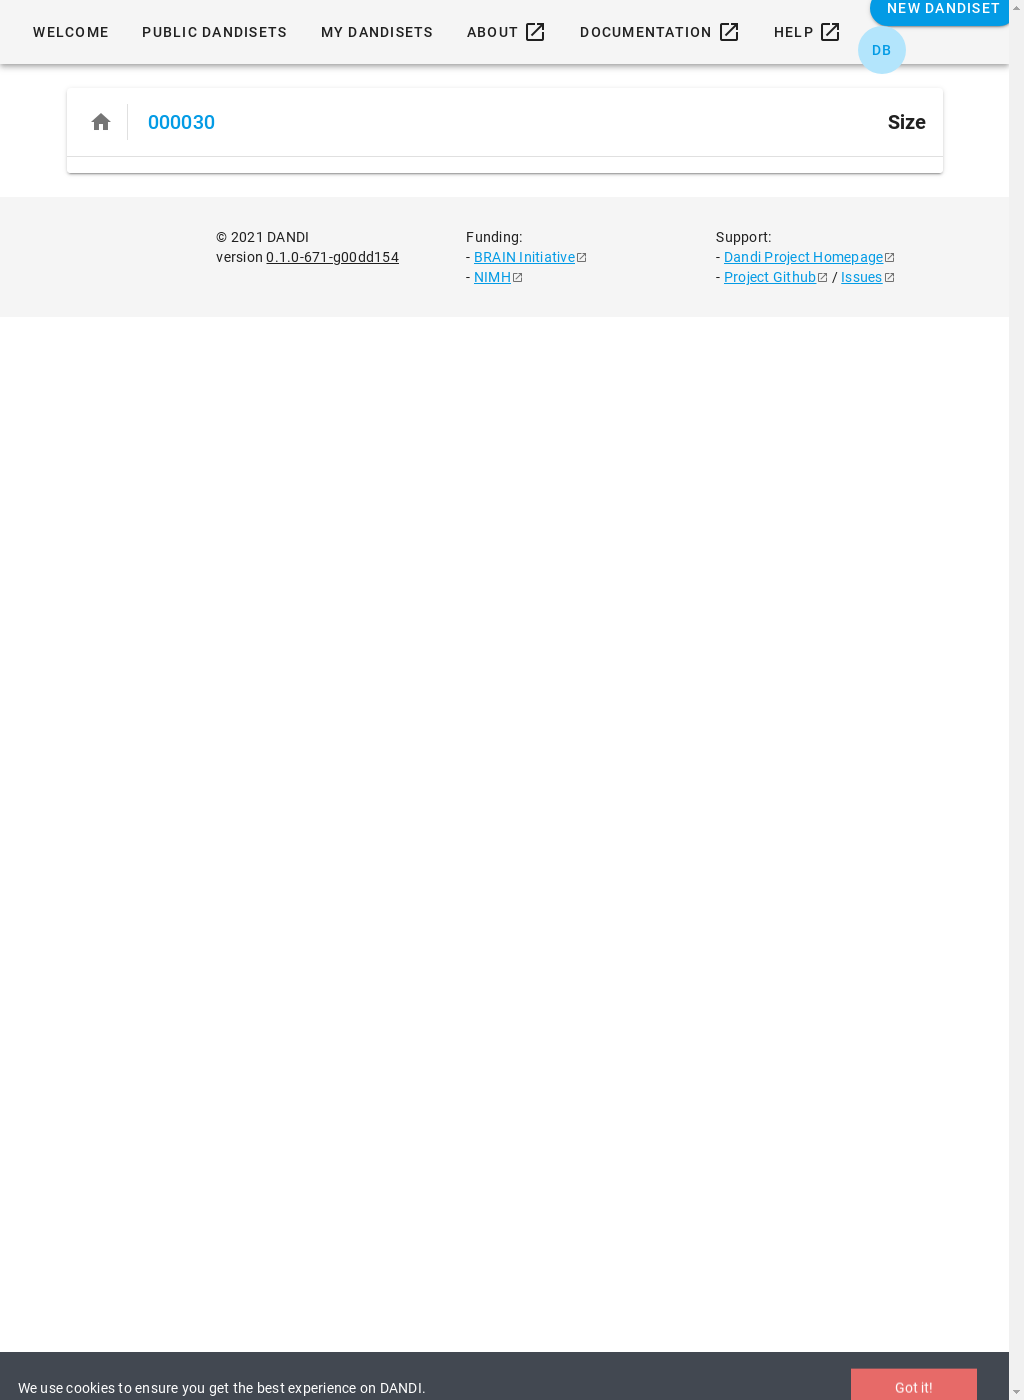 NEW DANDISET
WELCOME PUBLIC DANDISETS MY DANDISETS ABOUT DOCUMENTATION HELP
DB
000030 Size
© 2021 DANDI
version 0.1.0-671-g00dd154
Funding:
- BRAIN Initiative
- NIMH
Support:
- Dandi Project Homepage
- Project Github / Issues
We use cookies to ensure you get the best experience on DANDI. Got it!